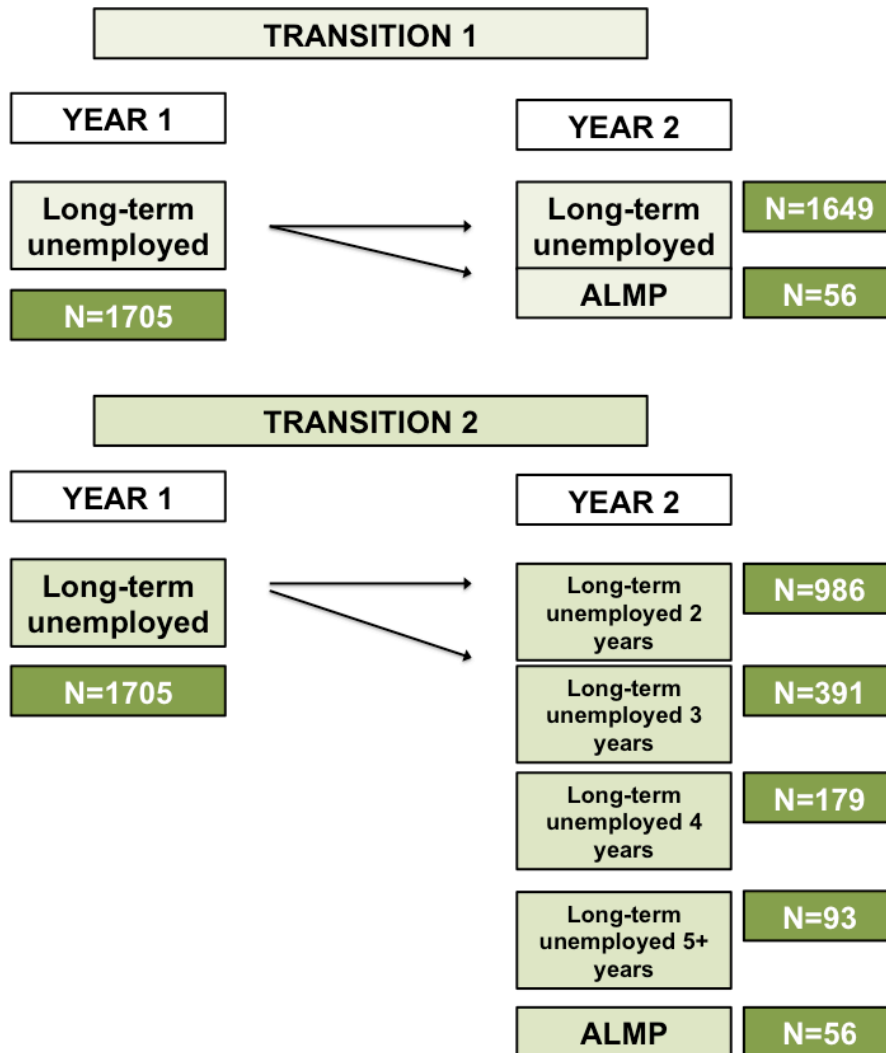 TRANSITION 1
YEAR 1
YEAR 2
Long-term
unemployed
N=1705
Long-term
unemployed
N=1649
ALMP
N=56
TRANSITION 2
YEAR 1
YEAR 2
Long-term
unemployed
N=1705
Long-term
unemployed 2
years
N=986
Long-term
unemployed 3
years
N=391
Long-term
unemployed 4
years
N=179
Long-term
unemployed 5+
years
N=93
ALMP
N=56